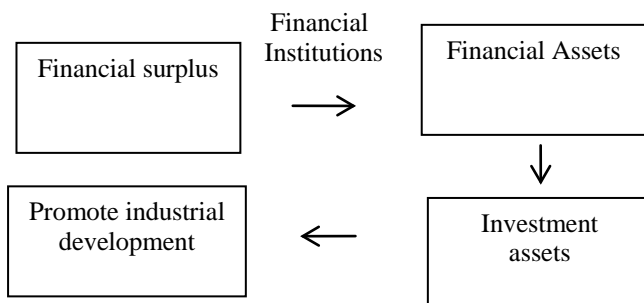 Financial surplus
Financial
Institutions
Financial Assets
Promote industrial
development
Investment
assets